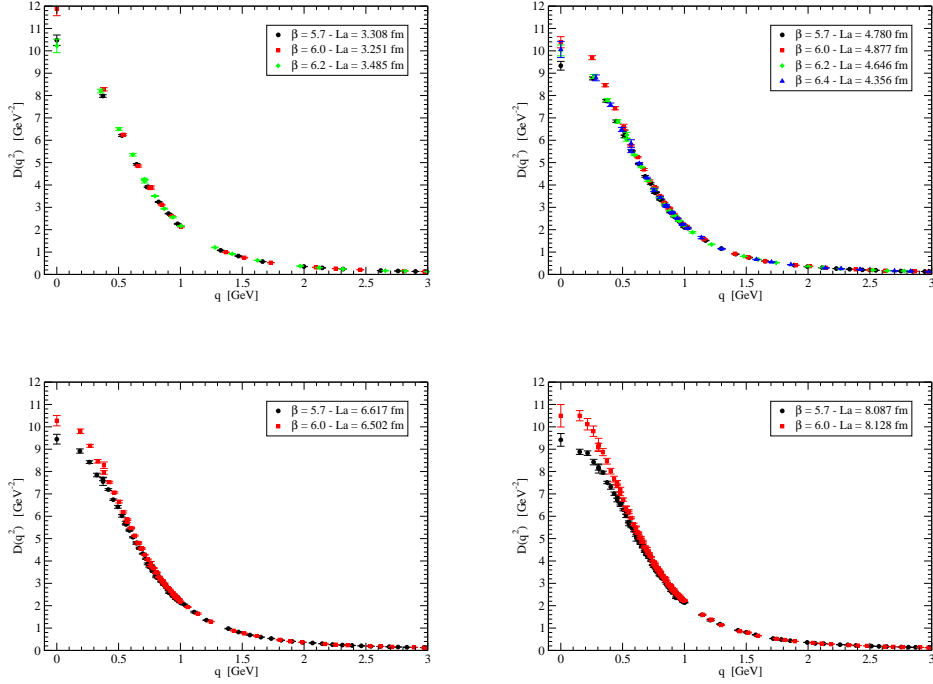 12
11
10
9
8
7
6
5
4
3
2
1
0
D(q²) [GeV⁻²]
0 0.5 1 1.5 2 2.5 3
q [GeV]
β = 5.7 - La = 3.308 fm
β = 6.0 - La = 3.251 fm
β = 6.2 - La = 3.485 fm
12
11
10
9
8
7
6
5
4
3
2
1
0
D(q²) [GeV⁻²]
0 0.5 1 1.5 2 2.5 3
q [GeV]
β = 5.7 - La = 4.780 fm
β = 6.0 - La = 4.877 fm
β = 6.2 - La = 4.646 fm
β = 6.4 - La = 4.356 fm
12
11
10
9
8
7
6
5
4
3
2
1
0
D(q²) [GeV⁻²]
0 0.5 1 1.5 2 2.5 3
q [GeV]
β = 5.7 - La = 6.617 fm
β = 6.0 - La = 6.502 fm
12
11
10
9
8
7
6
5
4
3
2
1
0
D(q²) [GeV⁻²]
0 0.5 1 1.5 2 2.5 3
q [GeV]
β = 5.7 - La = 8.087 fm
β = 6.0 - La = 8.128 fm